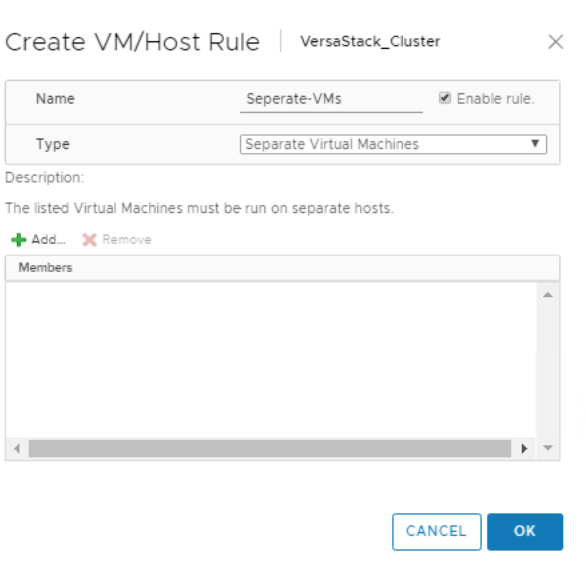 Create VM/Host Rule VersaStack_Cluster
Name Seperate-VMs Enable rule.
Type Separate Virtual Machines
Description:
The listed Virtual Machines must be run on separate hosts.
Add... Remove
Members
CANCEL OK